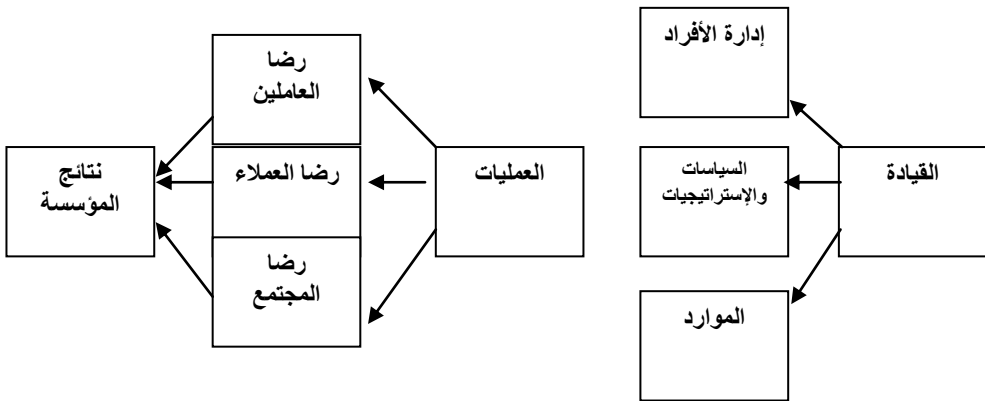 القيادة
إدارة الأفراد
السياسات
والإستراتيجيات
الموارد
العمليات
رضا
العاملين
رضا العملاء
رضا
المجتمع
نتائج
المؤسسة